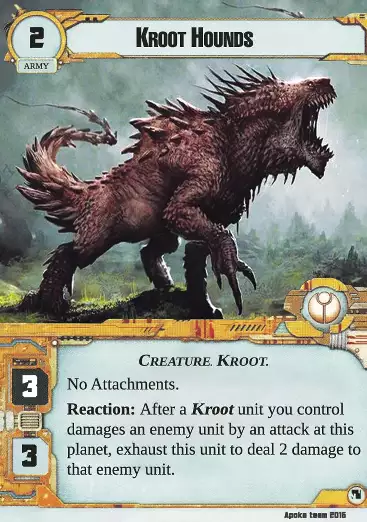 2
KROOT HOUNDS
ARMY
CREATURE. KROOT.
3
No Attachments.
Reaction: After a Kroot unit you control
damages an enemy unit by an attack at this
3
planet, exhaust this unit to deal 2 damage to
that enemy unit.
Apoka team 2016